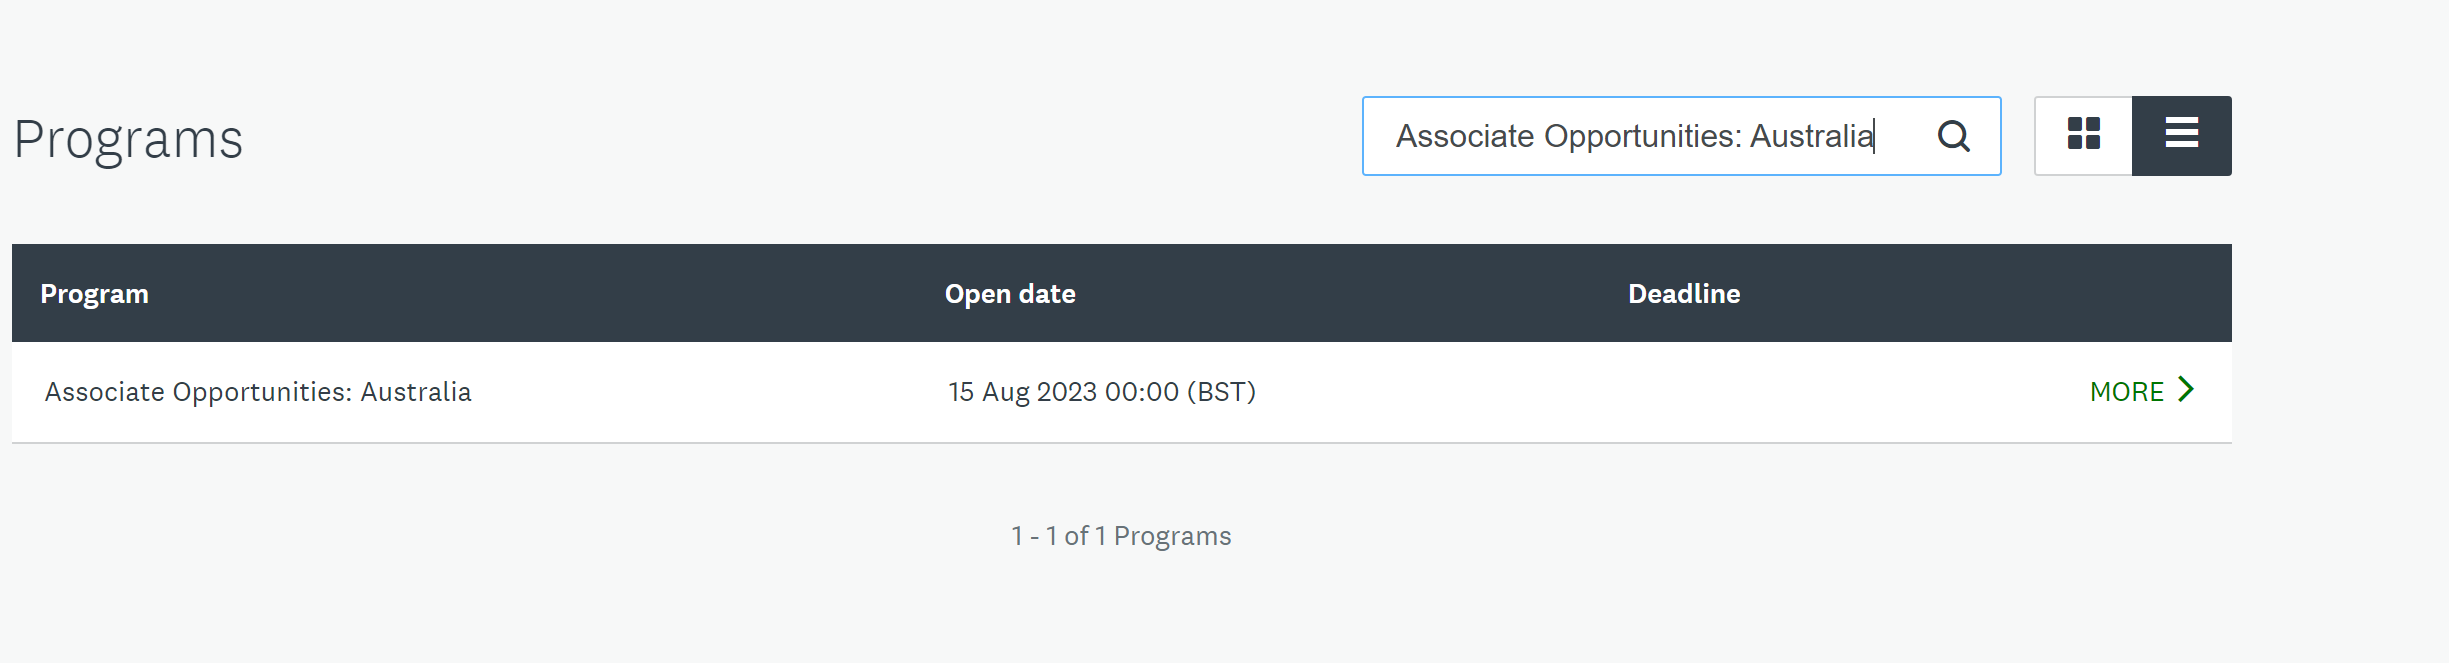 Programs
Associate Opportunities: Australia
Program Open date Deadline
Associate Opportunities: Australia 15 Aug 2023 00:00 (BST) MORE
1 - 1 of 1 Programs